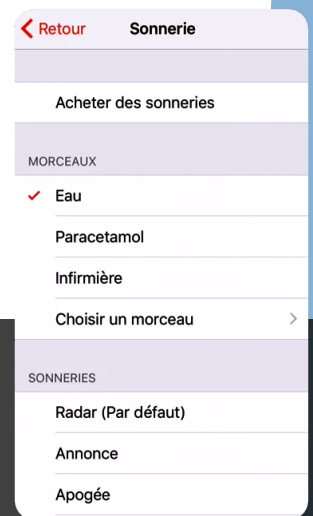 Retour Sonnerie
Acheter des sonneries
MORCEAUX
Eau
Paracetamol
Infirmière
Choisir un morceau
SONNERIES
Radar (Par défaut)
Annonce
Apogée